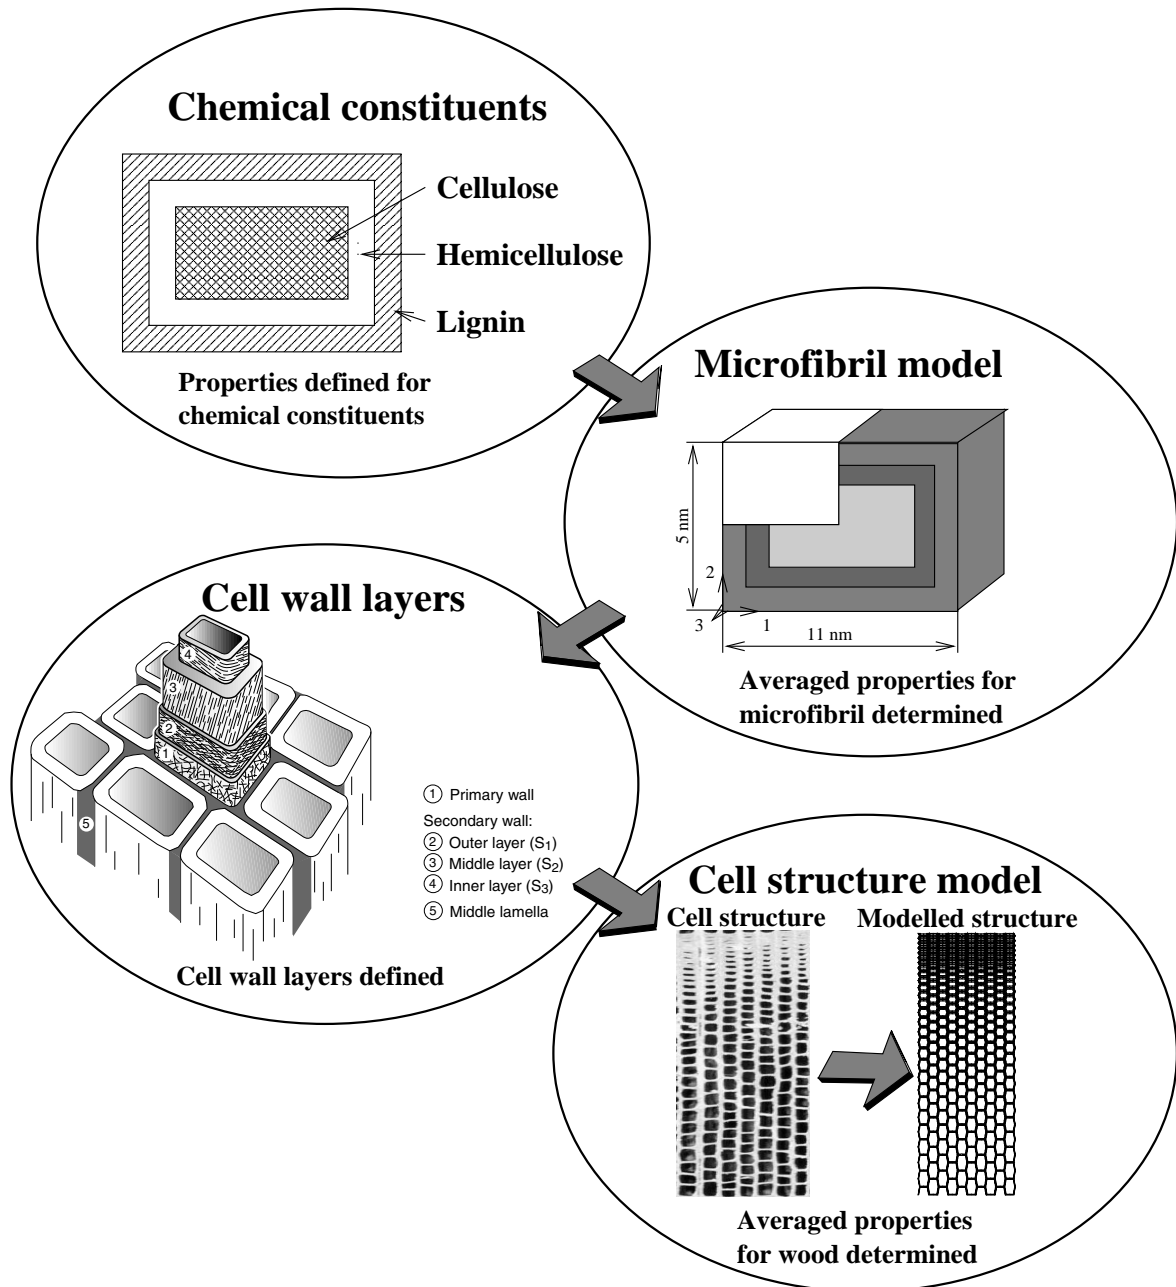 Chemical constituents
Cellulose
Hemicellulose
Lignin
Properties defined for
chemical constituents
Microfibril model
5 nm
2
3
1
11 nm
Averaged properties for
microfibril determined
Cell wall layers
4
3
2
1
5
1 Primary wall
Secondary wall:
2 Outer layer (S1)
3 Middle layer (S2)
4 Inner layer (S3)
5 Middle lamella
Cell wall layers defined
Cell structure model
Cell structure Modelled structure
Averaged properties
for wood determined